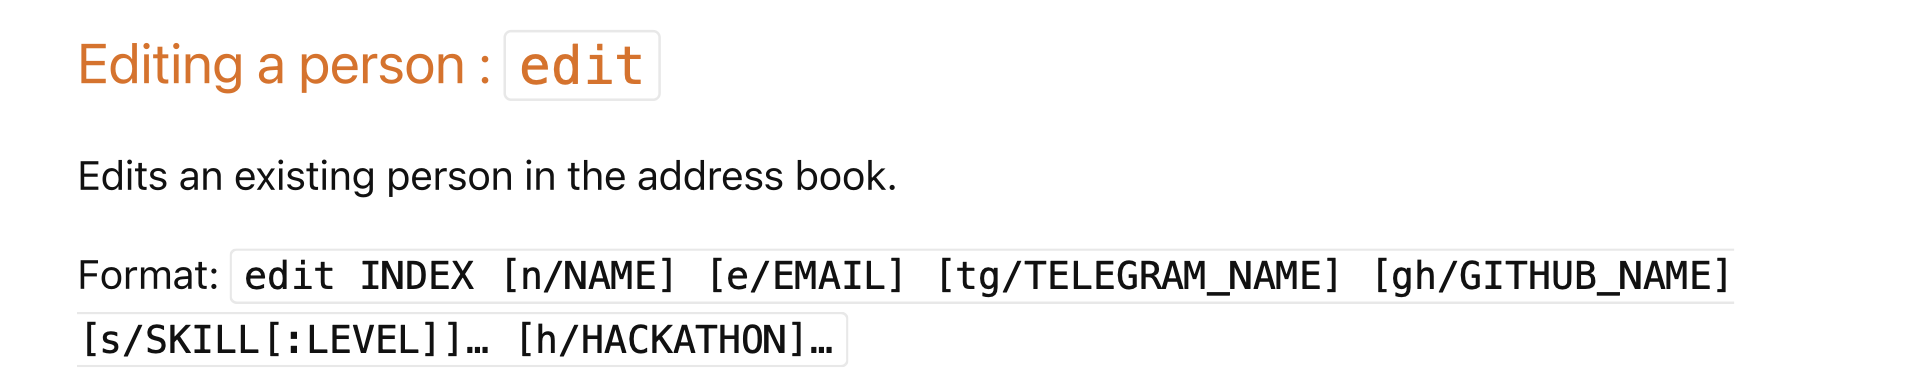 Editing a person : edit
Edits an existing person in the address book.
Format: edit INDEX [n/NAME] [e/EMAIL] [tg/TELEGRAM_NAME] [gh/GITHUB_NAME]
[s/SKILL[:LEVEL]]… [h/HACKATHON]…